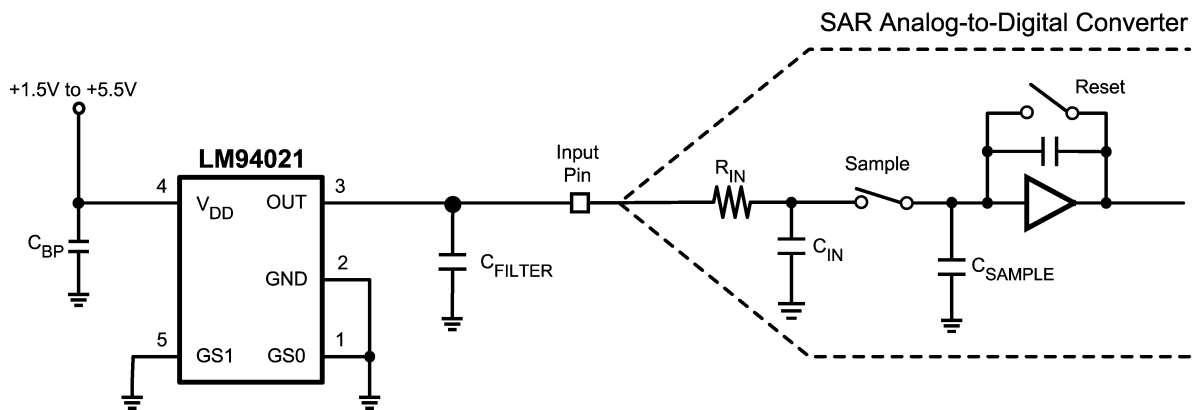 SAR Analog-to-Digital Converter
+1.5V to +5.5V
Reset
LM94021
Input
Pin
Sample
RIN
4
VDD
OUT
3
CBP
CFILTER
CIN
CSAMPLE
GND
2
5
GS1
GS0
1